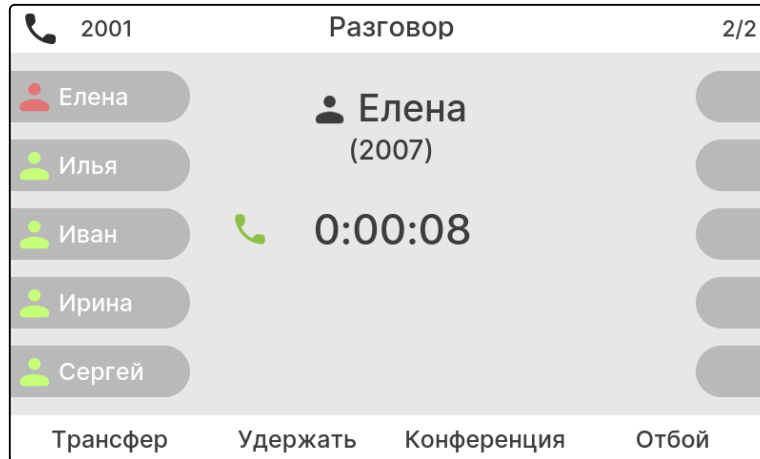 2001 Разговор 2/2
Елена
Илья
Иван
Ирина
Сергей
Елена
(2007)
0:00:08
Трансфер Удержать Конференция Отбой